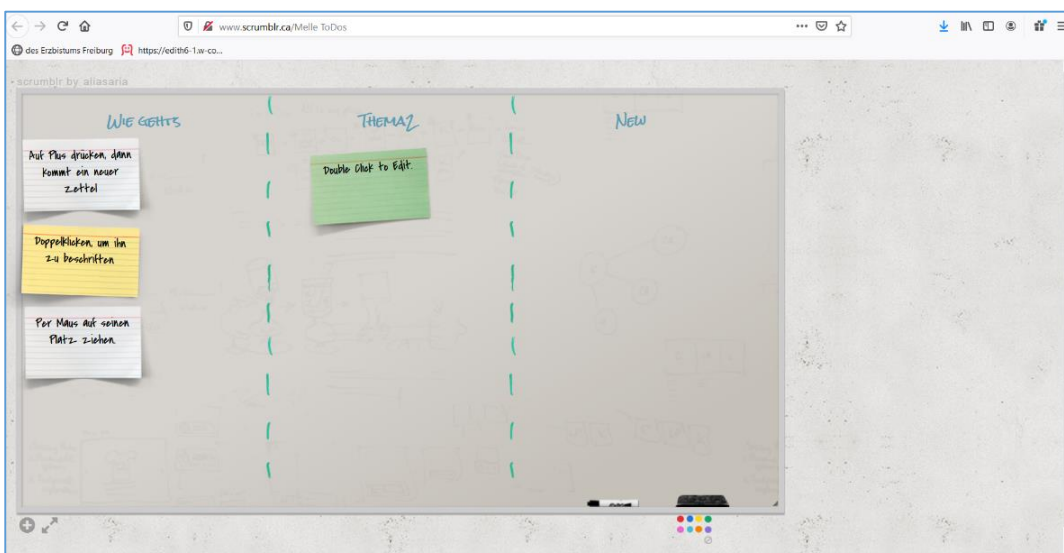 www.scrumblr.ca/Melle ToDos
des Erzbistums Freiburg https://edith6-1.w-co...
scrumblr by aliasaria
WIE GEHTS
THEMA2
NEW
Auf Plus drücken, dann
kommt ein neuer
Zettel
Double Click to Edit.
Doppelklicken, um ihn
zu beschriften
Per Maus auf seinen
Platz ziehen.